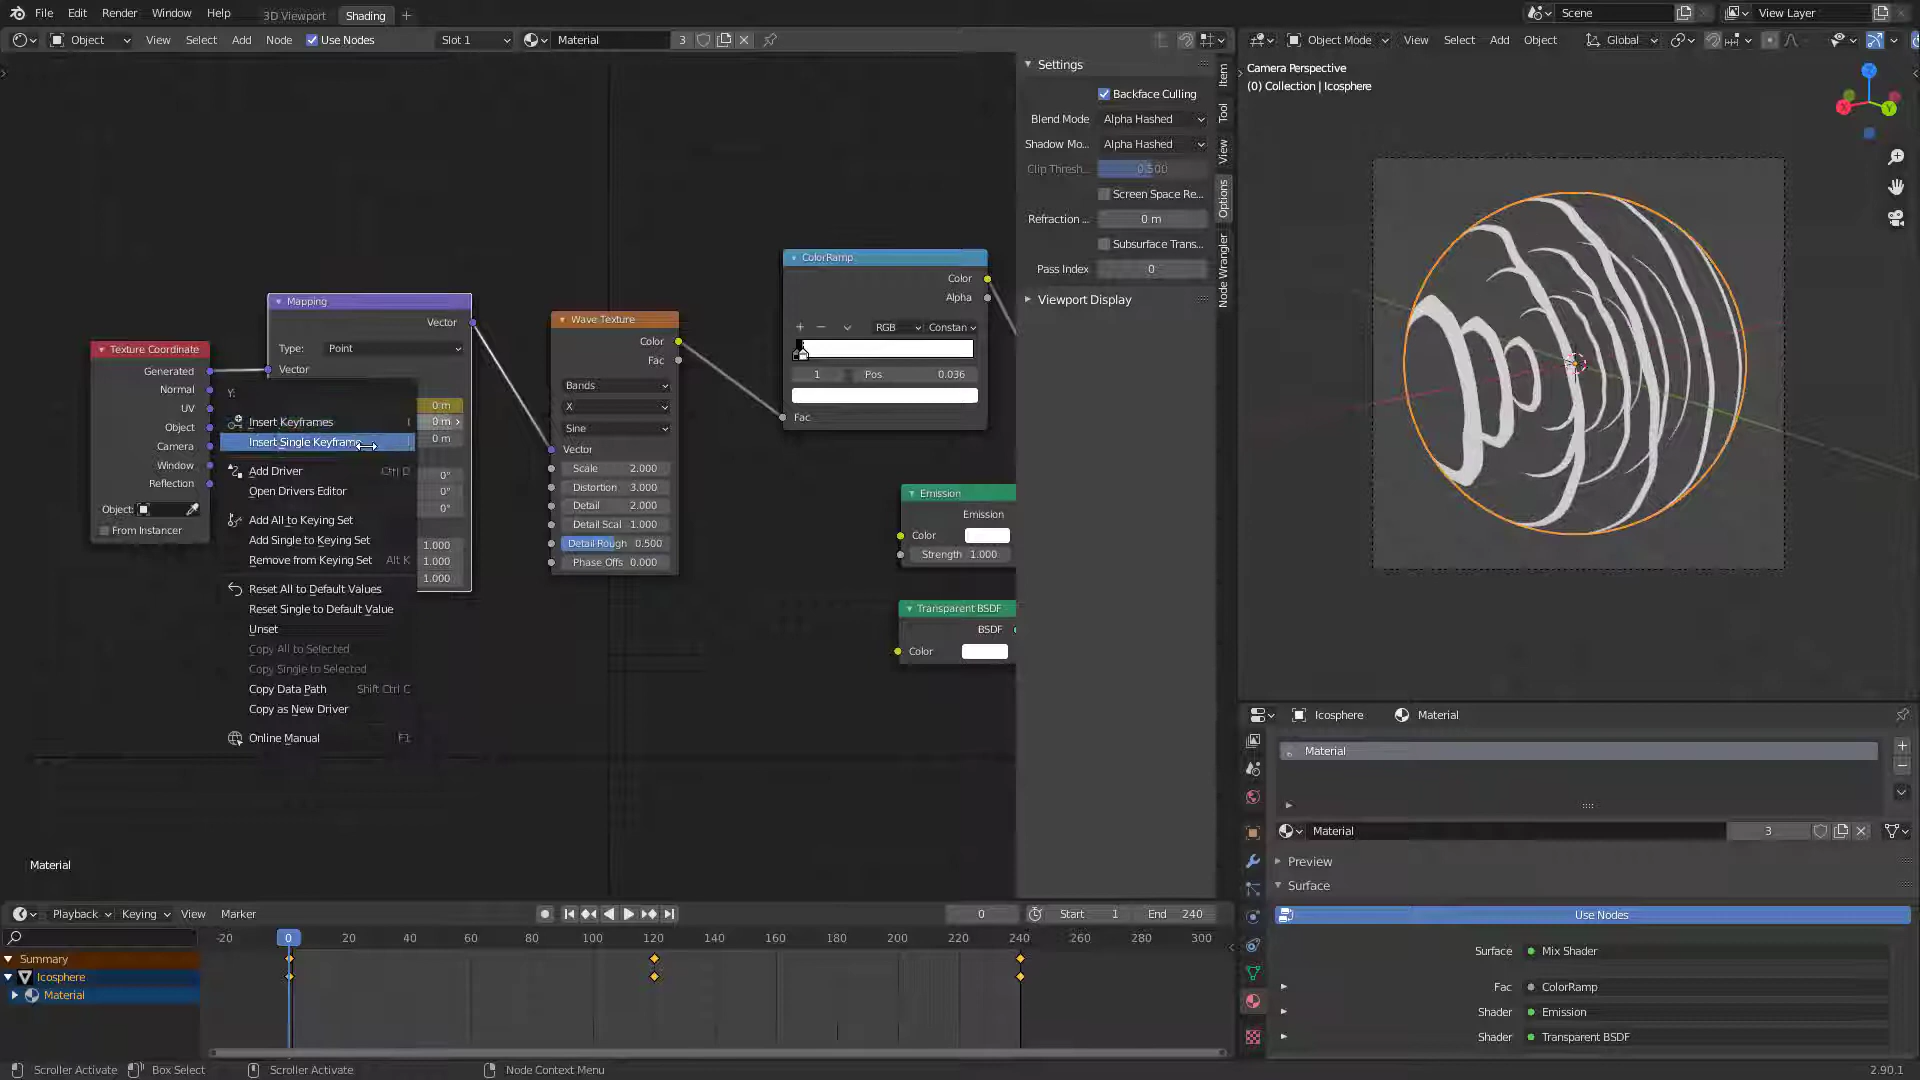 File Edit Render Window Help 3D Viewport Shading + Scene View Layer
Object View Select Add Object Node Use Nodes Slot 1 Material 3 Object Mode View Select Add Object Global
Settings
Backface Culling
Blend Mode Alpha Hashed
Shadow Mo... Alpha Hashed
Clip Thresh... 0.500
Screen Space Re...
Refraction ... 0 m
Subsurface Trans...
Pass Index 0
Viewport Display
Item
Tool
View
Options
Node Wrangler
Camera Perspective
(0) Collection | Icosphere
X
Y
Z
Texture Coordinate
Generated
Normal
UV
Object
Camera
Window
Reflection
Object:
From Instancer
Mapping
Vector
Type: Point
Vector
0 m
0 m
0 m
0°
0°
0°
1.000
1.000
1.000
Y:
Insert Keyframes I
Insert Single Keyframe
Add Driver Ctrl D
Open Drivers Editor
Add All to Keying Set
Add Single to Keying Set
Remove from Keying Set Alt K
Reset All to Default Values
Reset Single to Default Value
Unset
Copy All to Selected
Copy Single to Selected
Copy Data Path Shift Ctrl C
Copy as New Driver
Online Manual F1
Wave Texture
Color
Fac
Bands
X
Sine
Vector
Scale 2.000
Distortion 3.000
Detail 2.000
Detail Scal 1.000
Detail Rough 0.500
Phase Offs 0.000
ColorRamp
Color
Alpha
RGB Constan
1 Pos 0.036
Fac
Emission
Emission
Color
Strength 1.000
Transparent BSDF
BSDF
Color
Material
Icosphere Material
Material
Material 3
Preview
Surface
Use Nodes
Surface Mix Shader
Fac ColorRamp
Shader Emission
Shader Transparent BSDF
Playback Keying View Marker 0 Start 1 End 240
-20 0 20 40 60 80 100 120 140 160 180 200 220 240 260 280 300
Summary
Icosphere
Material
Scroller Activate Box Select Scroller Activate Node Context Menu 2.90.1